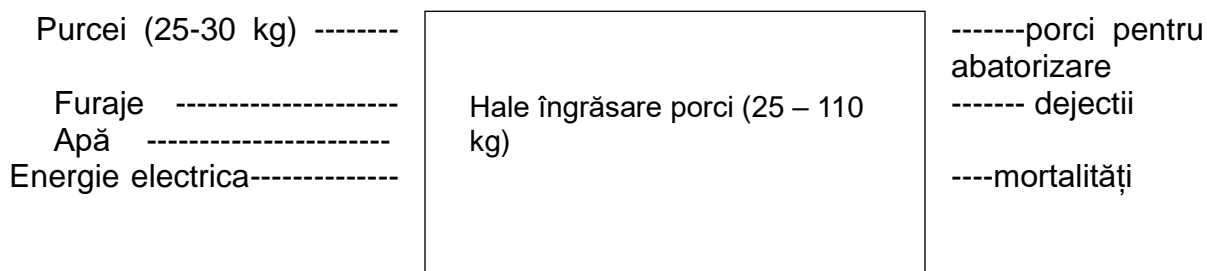 Purcei (25-30 kg) --------
Furaje ---------------------
Apă -----------------------
Energie electrica--------------
Hale îngrăsare porci (25 – 110
kg)
-------porci pentru
abatorizare
------- dejectii
----mortalități